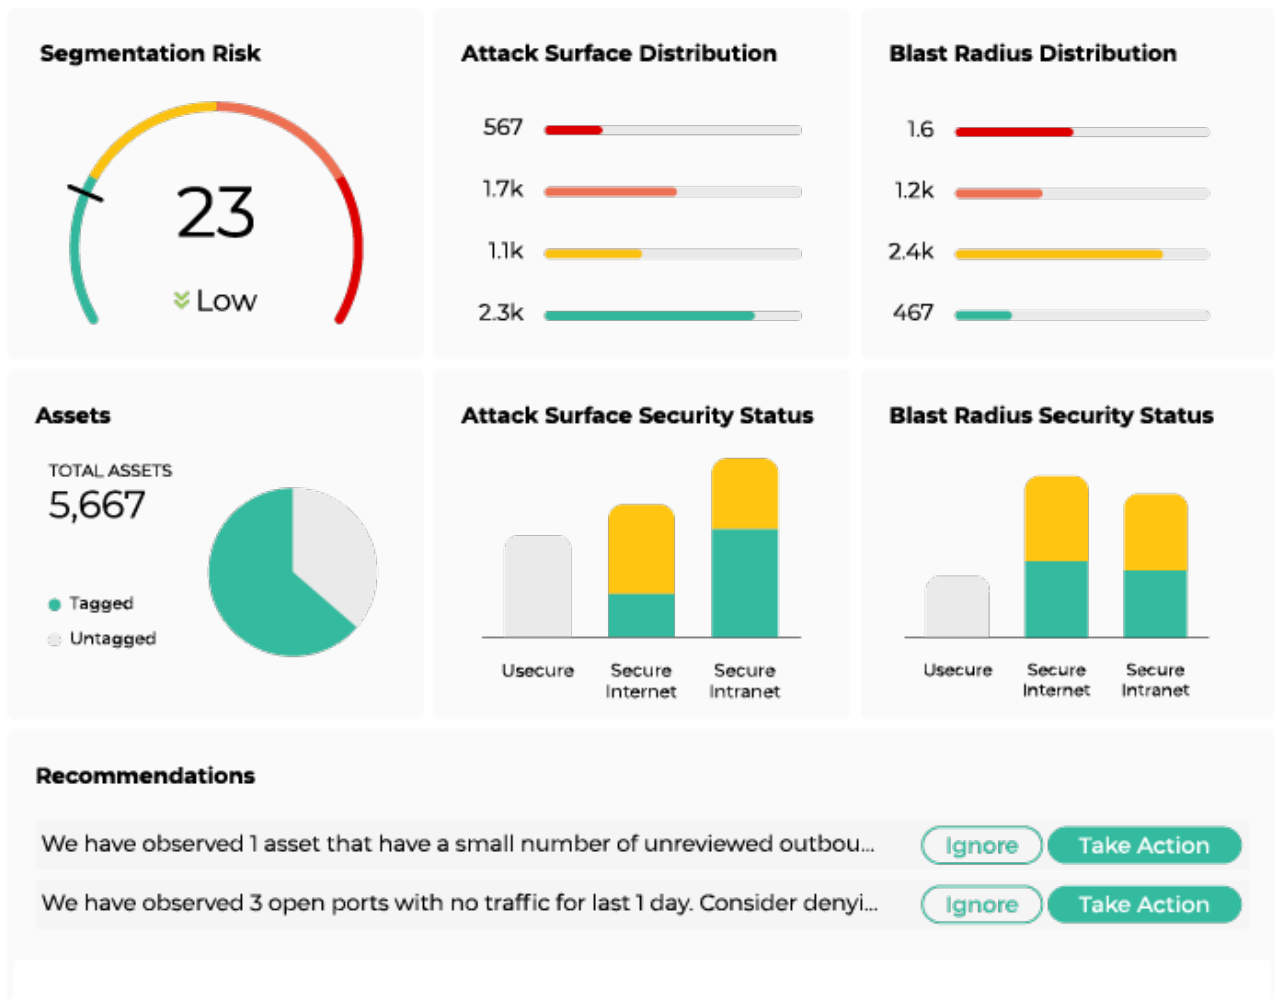 Segmentation Risk
23
Low
Attack Surface Distribution
567
1.7k
1.1k
2.3k
Blast Radius Distribution
1.6
1.2k
2.4k
467
Assets
TOTAL ASSETS
5,667
Tagged
Untagged
Attack Surface Security Status
Usecure
Secure
Internet
Secure
Intranet
Blast Radius Security Status
Usecure
Secure
Internet
Secure
Intranet
Recommendations
We have observed 1 asset that have a small number of unreviewed outbou... Ignore Take Action
We have observed 3 open ports with no traffic for last 1 day. Consider denyi... Ignore Take Action